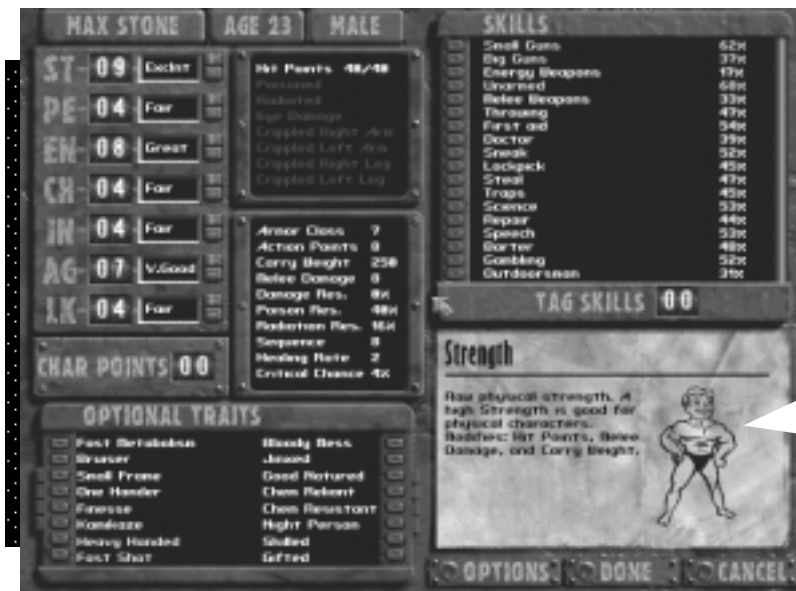 MAX STONE AGE 23 MALE
ST 09 Exclnt
PE 04 Fair
EN 08 Great
CH 04 Fair
IN 04 Fair
AG 07 V.Good
LK 04 Fair
CHAR POINTS 00
Hit Points 40/40
Poisoned
Radiated
Eye Damage
Crippled Right Arm
Crippled Left Arm
Crippled Right Leg
Crippled Left Leg
Armor Class 7
Action Points 8
Carry Weight 250
Melee Damage 8
Damage Res. 0%
Poison Res. 40%
Radiation Res. 16%
Sequence 8
Healing Rate 2
Critical Chance 4%
OPTIONAL TRAITS
Fast Metabolism Bloody Mess
Bruiser Jinxed
Small Frame Good Natured
One Hander Chem Reliant
Finesse Chem Resistant
Kamikaze Night Person
Heavy Handed Skilled
Fast Shot Gifted
SKILLS
Small Guns 62%
Big Guns 37%
Energy Weapons 17%
Unarmed 68%
Melee Weapons 33%
Throwing 47%
First aid 54%
Doctor 39%
Sneak 52%
Lockpick 45%
Steal 47%
Traps 45%
Science 53%
Repair 44%
Speech 53%
Barter 48%
Gambling 52%
Outdoorsman 31%
TAG SKILLS 00
Strength
Raw physical strength. A
high Strength is good for
physical characters.
Modifies: Hit Points, Melee
Damage, and Carry Weight.
OPTIONS DONE CANCEL